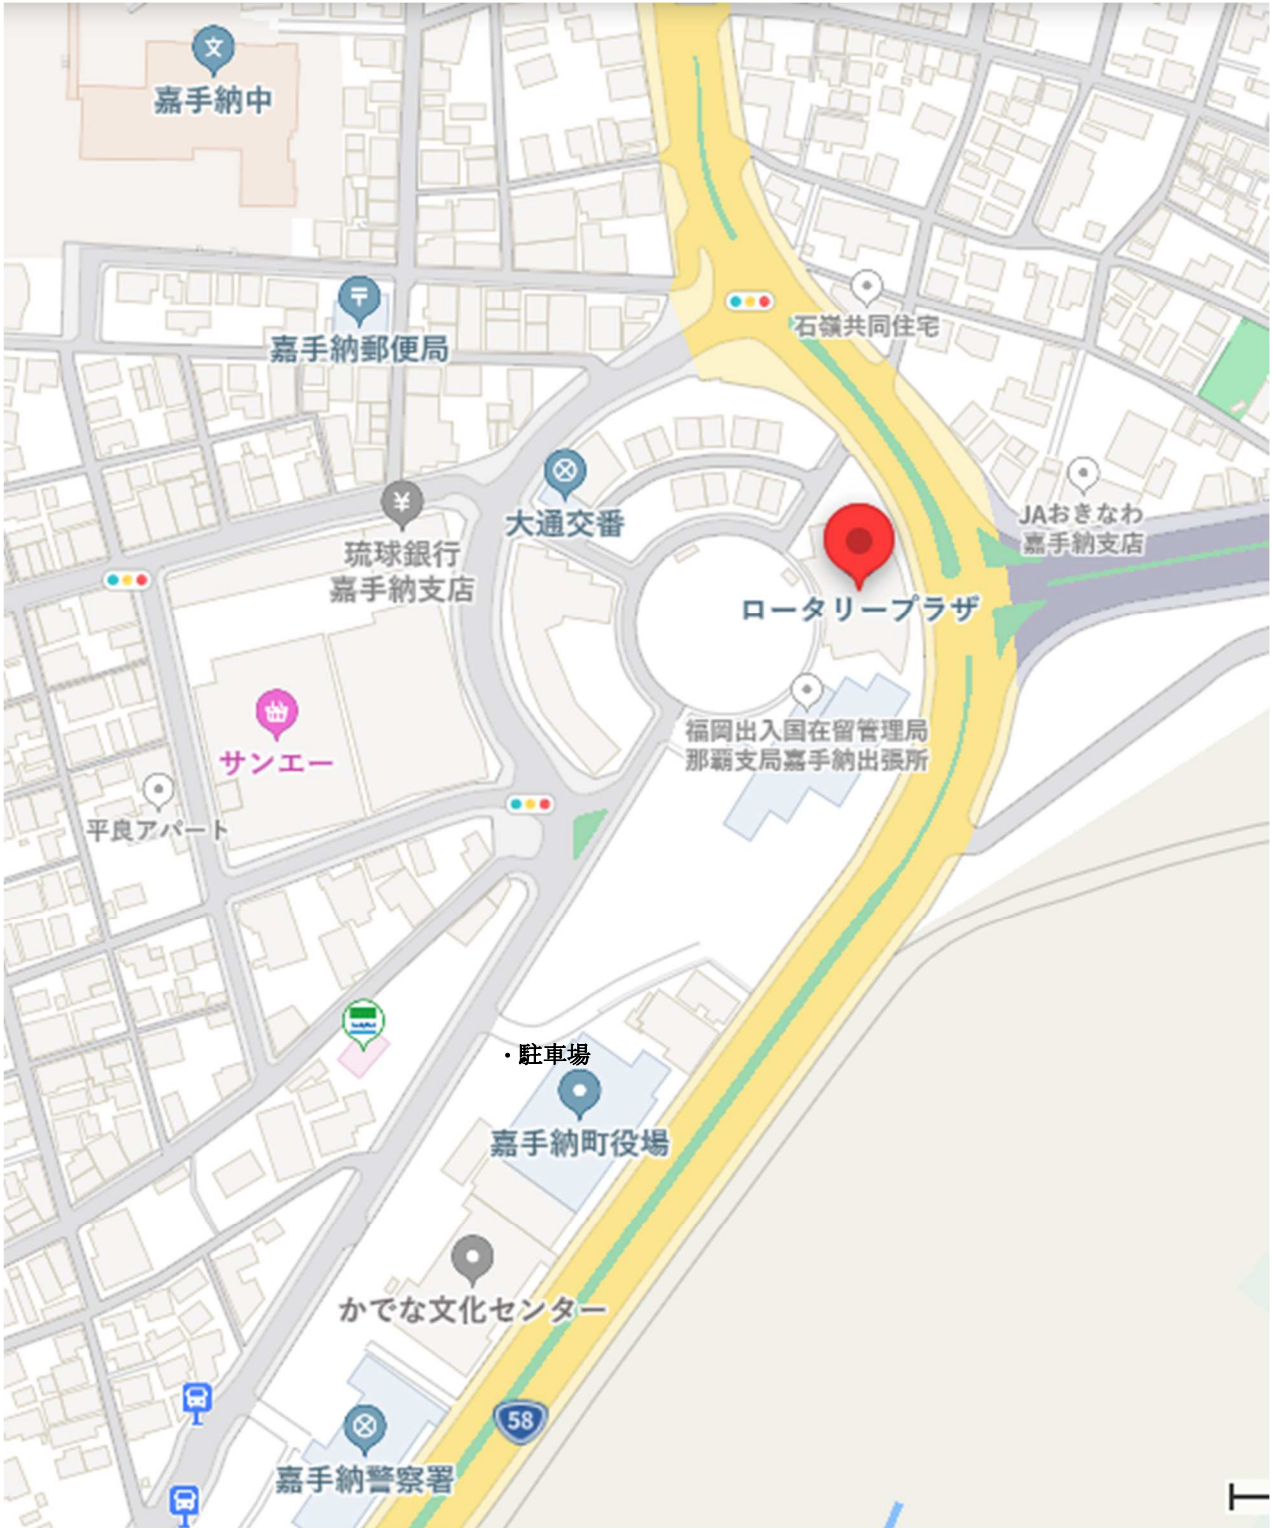 文
嘉手納中
〒
嘉手納郵便局
石嶺共同住宅
大通交番
¥
琉球銀行
嘉手納支店
JAおきなわ
嘉手納支店
ロータリープラザ
サンエー
福岡出入国在留管理局
那覇支局嘉手納出張所
平良アパート
・駐車場
嘉手納町役場
かでな文化センター
58
嘉手納警察署